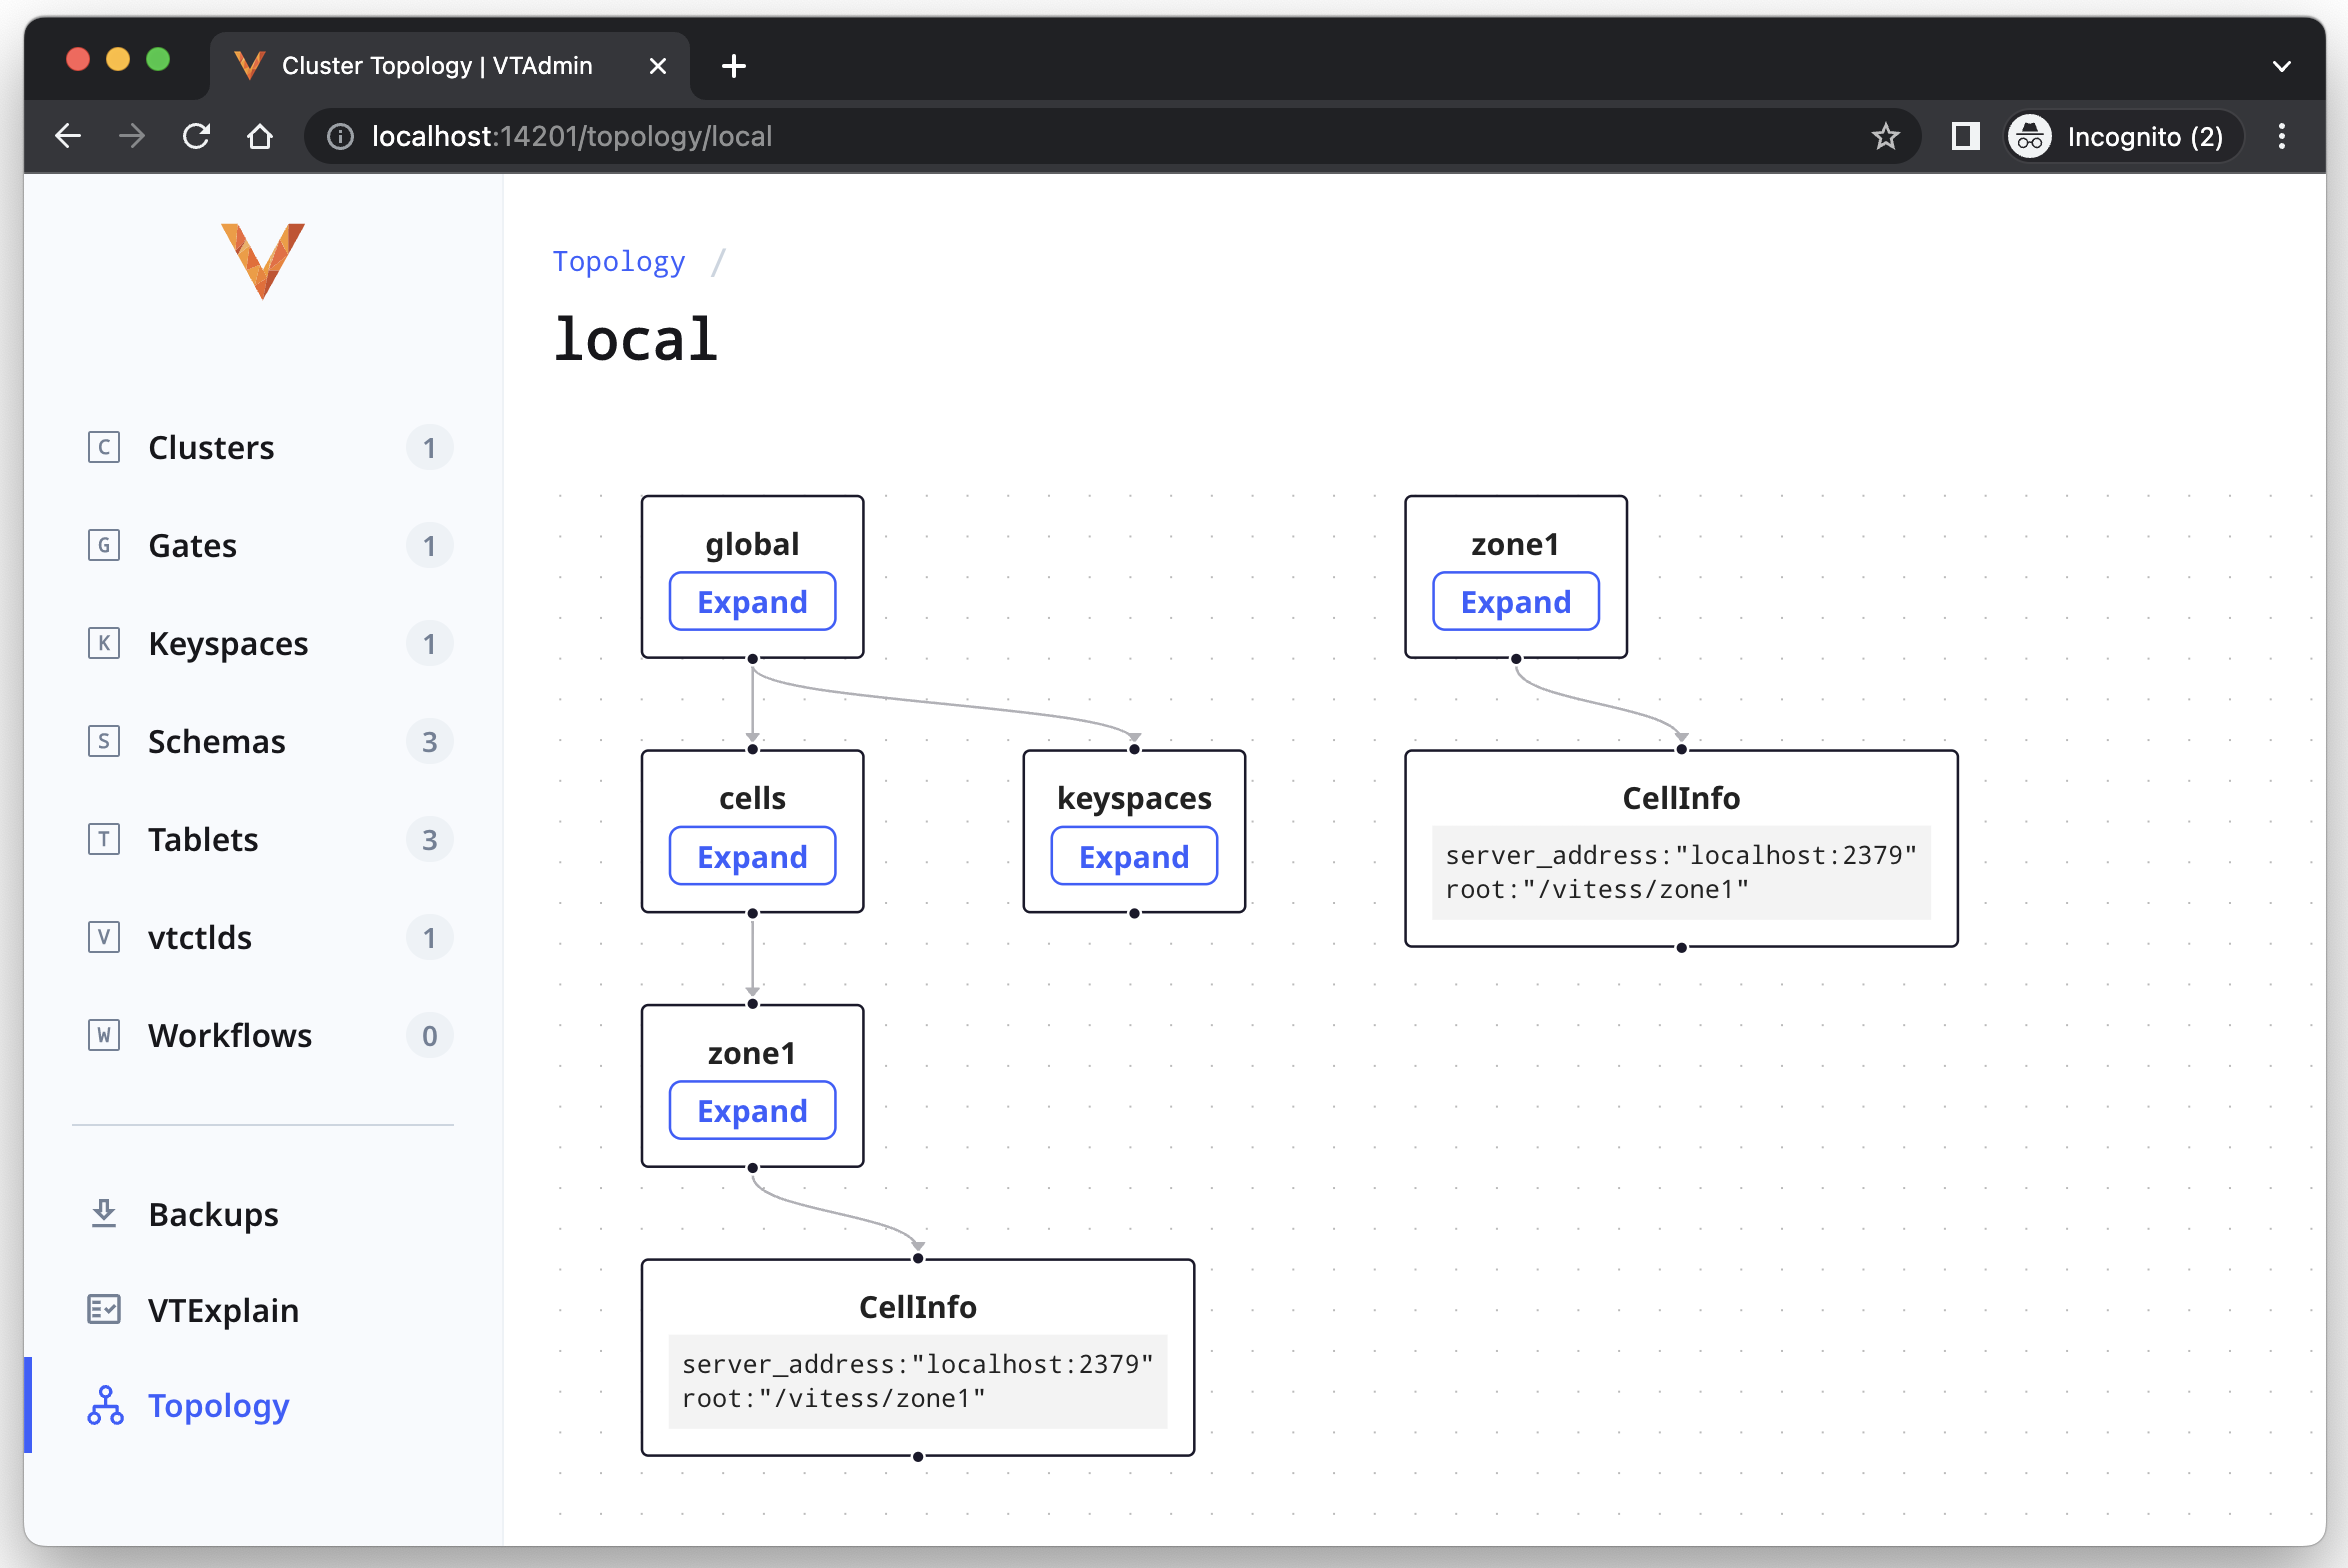 Cluster Topology | VTAdmin
localhost:14201/topology/local
Incognito (2)
C Clusters 1
G Gates 1
K Keyspaces 1
S Schemas 3
T Tablets 3
V vtctlds 1
W Workflows 0
Backups
VTExplain
Topology
Topology /
local
global
Expand
zone1
Expand
cells
Expand
keyspaces
Expand
CellInfo
server_address:"localhost:2379"
root:"/vitess/zone1"
zone1
Expand
CellInfo
server_address:"localhost:2379"
root:"/vitess/zone1"